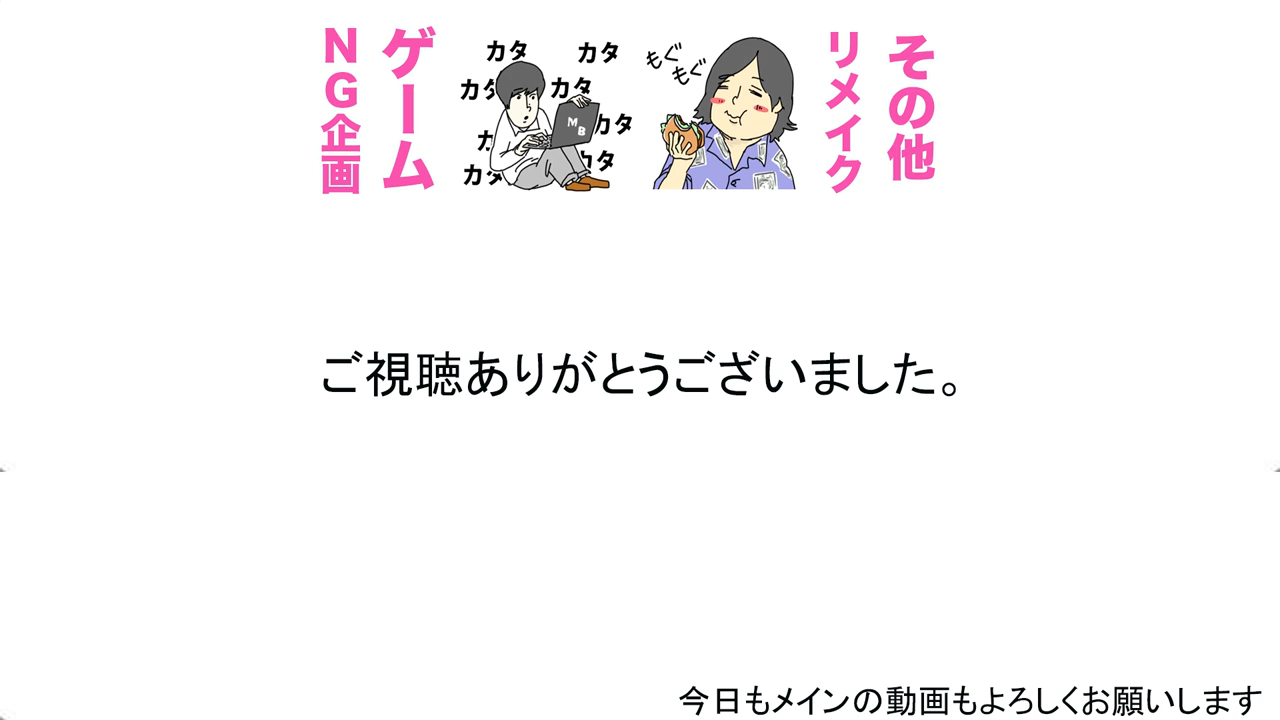 ゲーム
NG企画
カタ
カタ
カタ
カタ
カタ
カタ
MB
もぐ
もぐ
その他
リメイク
ご視聴ありがとうございました。
今日もメインの動画もよろしくお願いします